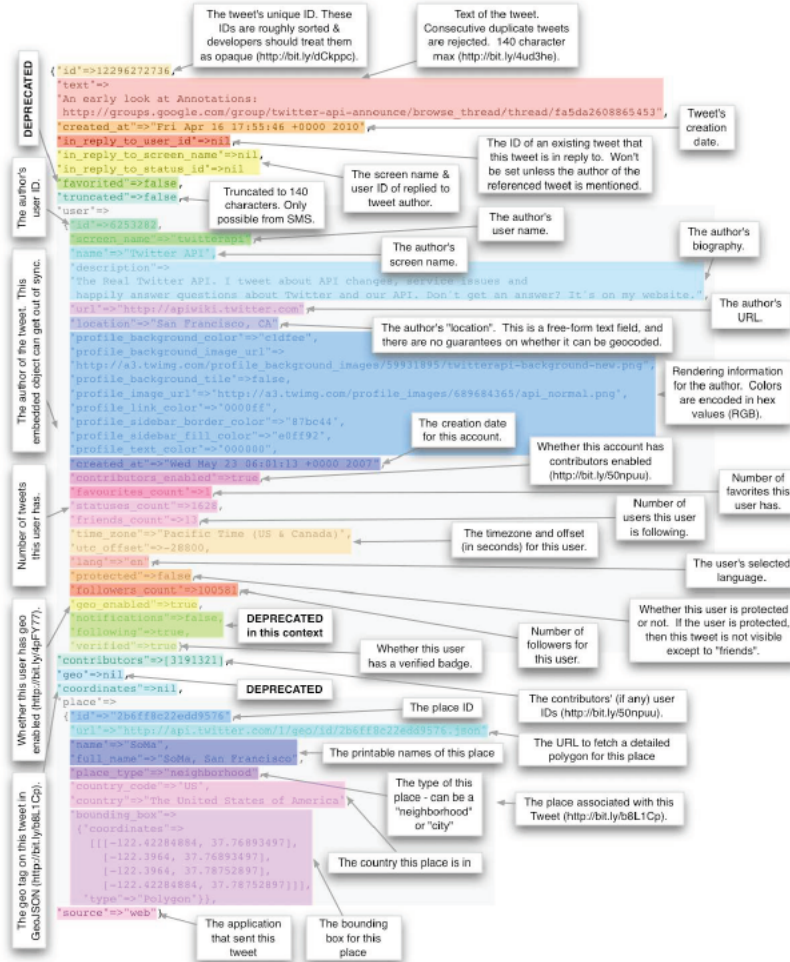 The tweet's unique ID. These
IDs are roughly sorted &
developers should treat them
as opaque (http://bit.ly/dCkppc).
Text of the tweet.
Consecutive duplicate tweets
are rejected. 140 character
max (http://bit.ly/4ud3he).
DEPRECATED
{"id"=>12296272736,
"text"=>
"An early look at Annotations:
http://groups.google.com/group/twitter-api-announce/browse_thread/thread/fa5da2608865453",
"created_at"=>"Fri Apr 16 17:55:46 +0000 2010",
Tweet's
creation
date.
"in_reply_to_user_id"=>nil,
"in_reply_to_screen_name"=>nil,
"in_reply_to_status_id"=>nil
The ID of an existing tweet that
this tweet is in reply to. Won't
be set unless the author of the
referenced tweet is mentioned.
The screen name &
user ID of replied to
tweet author.
"favorited"=>false,
"truncated"=>false,
Truncated to 140
characters. Only
possible from SMS.
The author's
user ID.
"user"=>
{"id"=>6253282,
"screen_name"=>"twitterapi",
The author's
user name.
"name"=>"Twitter API",
The author's
screen name.
The author's
biography.
"description"=>
"The Real Twitter API. I tweet about API changes, service issues and
happily answer questions about Twitter and our API. Don't get an answer? It's on my website.",
"url"=>"http://apiwiki.twitter.com",
The author's
URL.
"location"=>"San Francisco, CA",
The author's "location". This is a free-form text field, and
there are no guarantees on whether it can be geocoded.
The author of the tweet. This
embedded object can get out of sync.
"profile_background_color"=>"c1dfee",
"profile_background_image_url"=>
"http://a3.twimg.com/profile_background_images/59931895/twitterapi-background-new.png",
"profile_background_tile"=>false,
"profile_image_url"=>"http://a3.twimg.com/profile_images/689684365/api_normal.png",
"profile_link_color"=>"0000ff",
"profile_sidebar_border_color"=>"87bc44",
"profile_sidebar_fill_color"=>"e0ff92",
"profile_text_color"=>"000000",
Rendering information
for the author. Colors
are encoded in hex
values (RGB).
"created_at"=>"Wed May 23 06:01:13 +0000 2007",
The creation date
for this account.
"contributors_enabled"=>true,
Whether this account has
contributors enabled
(http://bit.ly/50npuu).
"favourites_count"=>1,
Number of
favorites this
user has.
"statuses_count"=>1628,
Number of tweets
this user has.
"friends_count"=>13,
Number of
users this user
is following.
"time_zone"=>"Pacific Time (US & Canada)",
"utc_offset"=>-28800,
The timezone and offset
(in seconds) for this user.
"lang"=>"en",
The user's selected
language.
"protected"=>false,
Whether this user is protected
or not. If the user is protected,
then this tweet is not visible
except to "friends".
"followers_count"=>100581,
Number of
followers for
this user.
"geo_enabled"=>true,
Whether this user has geo
enabled (http://bit.ly/4pFY77).
"notifications"=>false,
"following"=>true,
DEPRECATED
in this context
"verified"=>true},
Whether this user
has a verified badge.
"contributors"=>[3191321],
The contributors' (if any) user
IDs (http://bit.ly/50npuu).
"geo"=>nil,
DEPRECATED
"coordinates"=>nil,
The geo tag on this tweet in
GeoJSON (http://bit.ly/b8L1Cp).
"place"=>
{"id"=>"2b6ff8c22edd9576",
The place ID
"url"=>"http://api.twitter.com/1/geo/id/2b6ff8c22edd9576.json",
The URL to fetch a detailed
polygon for this place
"name"=>"SoMa",
"full_name"=>"SoMa, San Francisco",
The printable names of this place
"place_type"=>"neighborhood",
The type of this
place - can be a
"neighborhood"
or "city"
"country_code"=>"US",
"country"=>"The United States of America",
The country this place is in
The place associated with this
Tweet (http://bit.ly/b8L1Cp).
"bounding_box"=>
{"coordinates"=>
[[[-122.42284884, 37.76893497],
[-122.3964, 37.76893497],
[-122.3964, 37.78752897],
[-122.42284884, 37.78752897]]],
"type"=>"Polygon"}},
The bounding
box for this
place
"source"=>"web"}
The application
that sent this
tweet